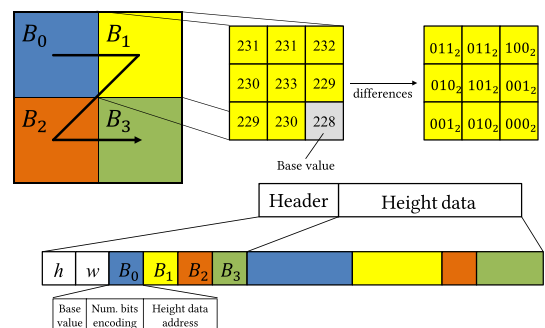 B₀ B₁
B₂ B₃
231 231 232
230 233 229
229 230 228
Base value
differences
011₂ 011₂ 100₂
010₂ 101₂ 001₂
001₂ 010₂ 000₂
Header Height data
h w B₀ B₁ B₂ B₃
Base value
Num. bits encoding
Height data address